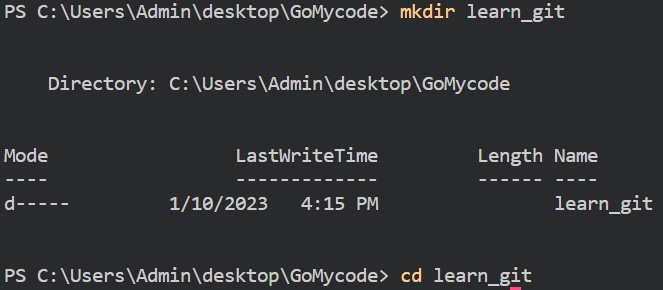 PS C:\Users\Admin\desktop\GoMycode> mkdir learn_git
Directory: C:\Users\Admin\desktop\GoMycode
Mode LastWriteTime Length Name
---- ------------- ------ ----
d----- 1/10/2023 4:15 PM learn_git
PS C:\Users\Admin\desktop\GoMycode> cd learn_git